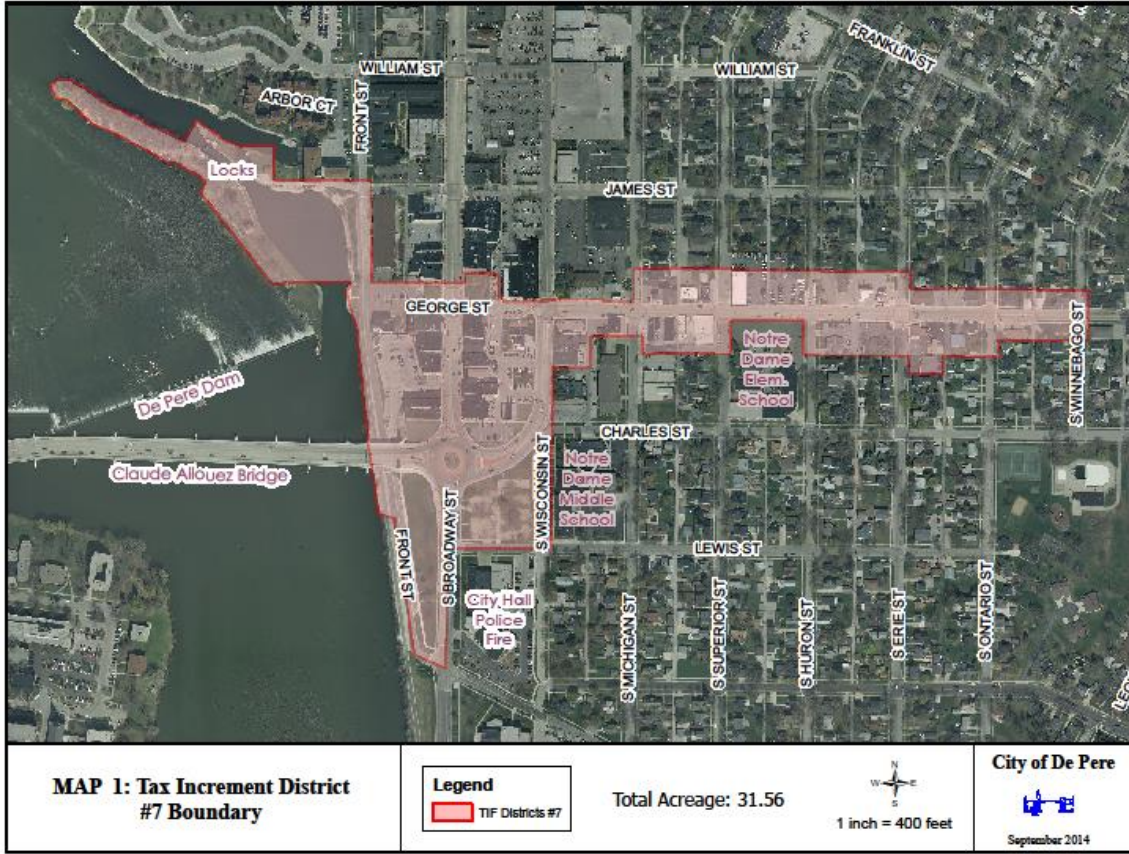 WILLIAM ST
WILLIAM ST
FRANKLIN ST
ARBOR CT
FRONT ST
Locks
JAMES ST
GEORGE ST
De Pere Dam
Notre
Dame
Elem.
School
S WINNEBAGO ST
CHARLES ST
Claude Allouez Bridge
Notre
Dame
Middle
School
S WISCONSIN ST
S BROADWAY ST
FRONT ST
LEWIS ST
City Hall
Police
Fire
S MICHIGAN ST
S SUPERIOR ST
S HURON ST
S ERIE ST
S ONTARIO ST
MAP 1: Tax Increment District
#7 Boundary
Legend
TIF Districts #7
Total Acreage: 31.56
N
W E
S
1 inch = 400 feet
City of De Pere
September 2014